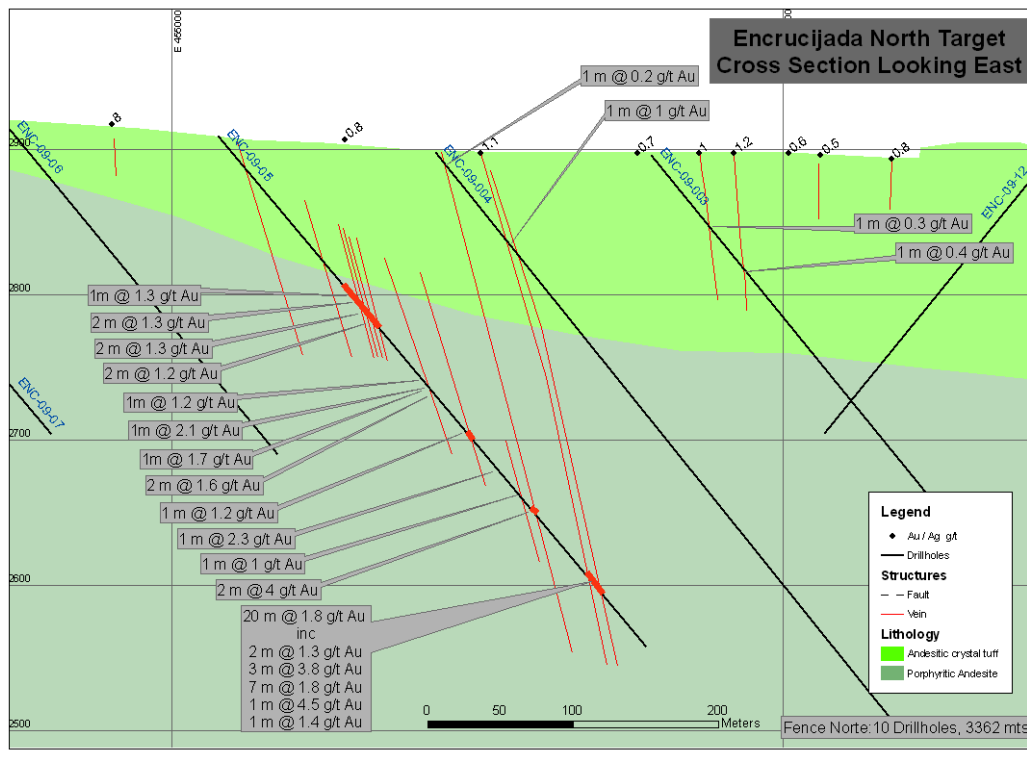 Encrucijada North Target
Cross Section Looking East
E 455000
1 m @ 0.2 g/t Au
1 m @ 1 g/t Au
8
0.8
1.1
0.7
1
1.2
0.6
0.5
0.8
2900
ENC-09-06
ENC-09-05
ENC-09-004
ENC-09-003
ENC-09-12
1 m @ 0.3 g/t Au
1 m @ 0.4 g/t Au
2800
1m @ 1.3 g/t Au
2 m @ 1.3 g/t Au
2 m @ 1.3 g/t Au
2 m @ 1.2 g/t Au
1m @ 1.2 g/t Au
ENC-09-07
1m @ 2.1 g/t Au
2700
1m @ 1.7 g/t Au
2 m @ 1.6 g/t Au
1 m @ 1.2 g/t Au
1 m @ 2.3 g/t Au
1 m @ 1 g/t Au
2600
2 m @ 4 g/t Au
20 m @ 1.8 g/t Au
inc
2 m @ 1.3 g/t Au
3 m @ 3.8 g/t Au
7 m @ 1.8 g/t Au
1 m @ 4.5 g/t Au
1 m @ 1.4 g/t Au
Legend
Au / Ag g/t
Drillholes
Structures
Fault
Vein
Lithology
Andesitic crystal tuff
Porphyritic Andesite
0 50 100 200
Meters
2500
Fence Norte:10 Drillholes, 3362 mts